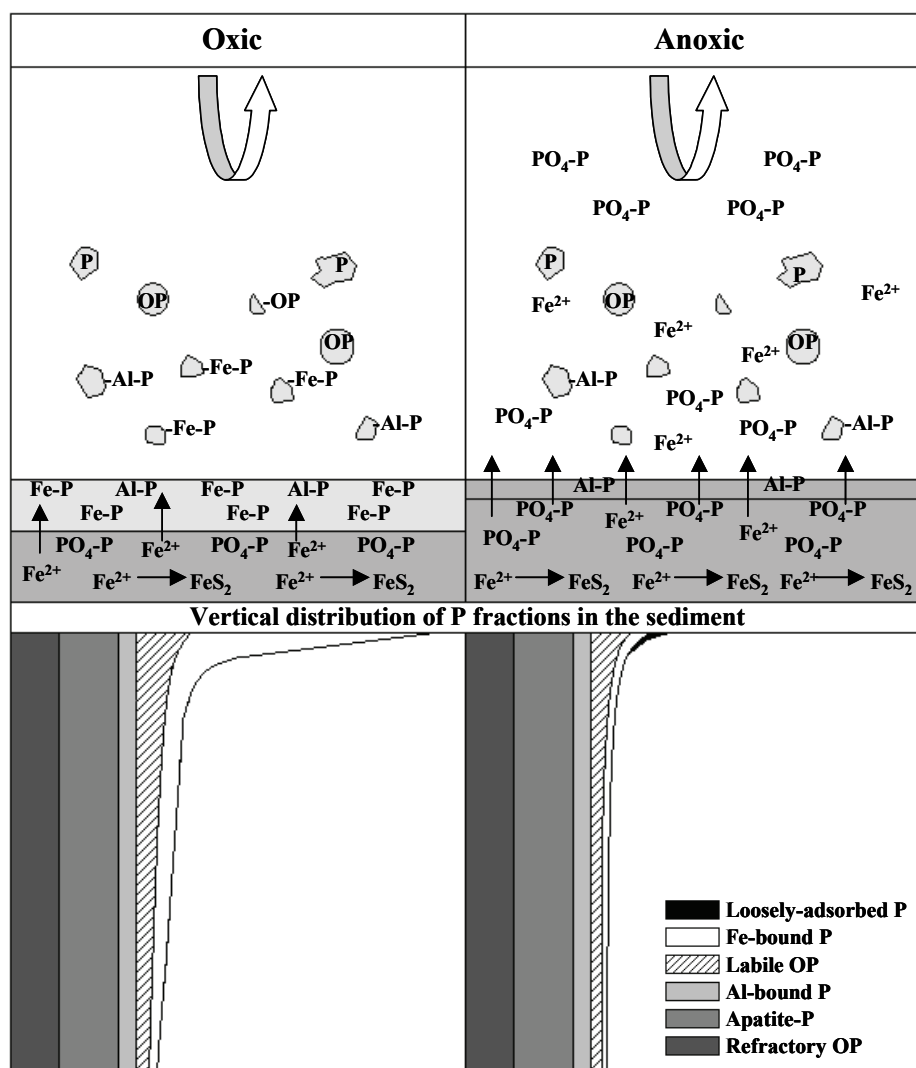 Oxic
Anoxic
P
P
OP
-OP
OP
-Fe-P
-Al-P
-Fe-P
-Fe-P
-Al-P
Fe-P Al-P Fe-P Al-P Fe-P
Fe-P Fe-P Fe-P
PO₄-P Fe²⁺ PO₄-P Fe²⁺ PO₄-P
Fe²⁺ Fe²⁺ FeS₂ Fe²⁺ FeS₂
PO₄-P PO₄-P
PO₄-P PO₄-P
P P
Fe²⁺ OP Fe²⁺
Fe²⁺
Fe²⁺ OP
-Al-P
PO₄-P
PO₄-P
Fe²⁺ PO₄-P -Al-P
Al-P Al-P
PO₄-P Fe²⁺ PO₄-P PO₄-P
Fe²⁺
PO₄-P PO₄-P PO₄-P
Fe²⁺ FeS₂ Fe²⁺ FeS₂ Fe²⁺ FeS₂
Vertical distribution of P fractions in the sediment
Loosely-adsorbed P
Fe-bound P
Labile OP
Al-bound P
Apatite-P
Refractory OP